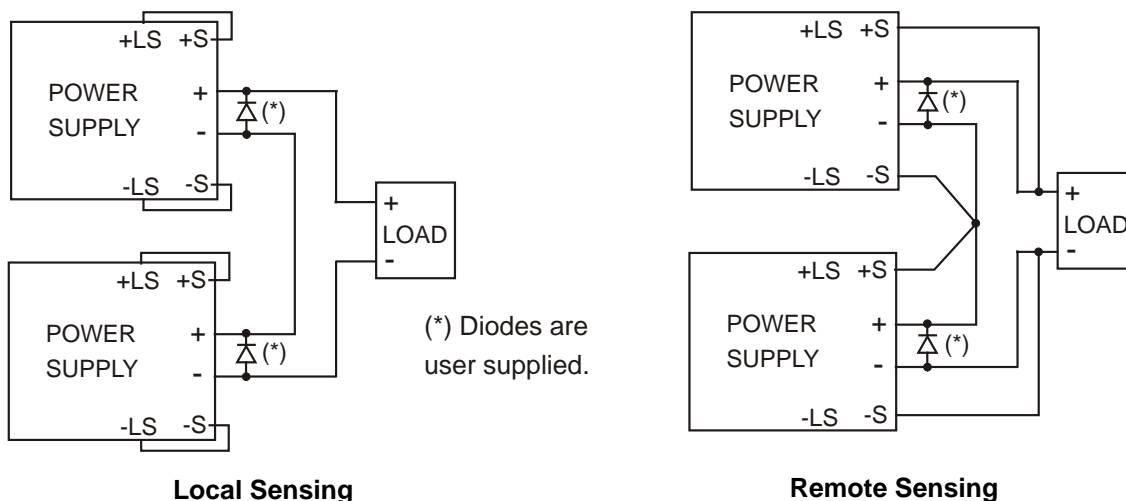 +LS +S
POWER
SUPPLY
+
-
(*)
-LS -S
+LS +S
POWER
SUPPLY
+
-
(*)
-LS -S
+
LOAD
-
(*) Diodes are
user supplied.
Local Sensing
+LS +S
POWER
SUPPLY
+
-
(*)
-LS -S
+LS +S
POWER
SUPPLY
+
-
(*)
-LS -S
+
LOAD
-
Remote Sensing